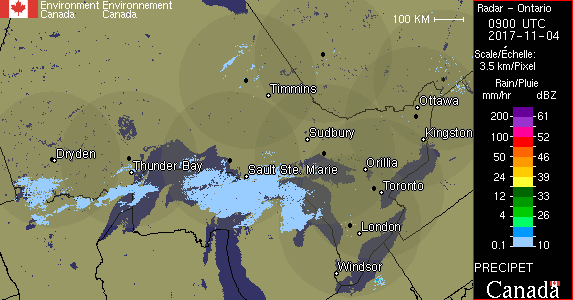 Environment Environnement
Canada Canada
100 KM
Timmins
Ottawa
Sudbury
Kingston
Dryden
Thunder Bay
Sault Ste. Marie
Orillia
Toronto
London
Windsor
Radar - Ontario
0900 UTC
2017-11-04
Scale/Échelle:
3.5 km/Pixel
Rain/Pluie
mm/hr dBZ
200 61
100 52
50 46
24 39
12 34
4 26
0.1 10
PRECIPET
Canada